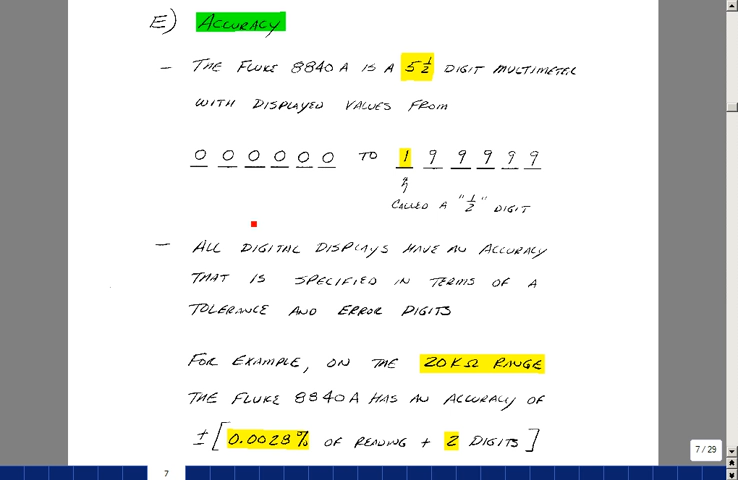 E) ACCURACY
- THE FLUKE 8840A IS A 5 1/2 DIGIT MULTIMETER
WITH DISPLAYED VALUES FROM
0 0 0 0 0 0 TO 1 9 9 9 9 9
CALLED A "1/2" DIGIT
- ALL DIGITAL DISPLAYS HAVE AN ACCURACY
THAT IS SPECIFIED IN TERMS OF A
TOLERANCE AND ERROR DIGITS
FOR EXAMPLE, ON THE 20KΩ RANGE
THE FLUKE 8840A HAS AN ACCURACY OF
± [0.0028% OF READING + 2 DIGITS]
7 / 29
7